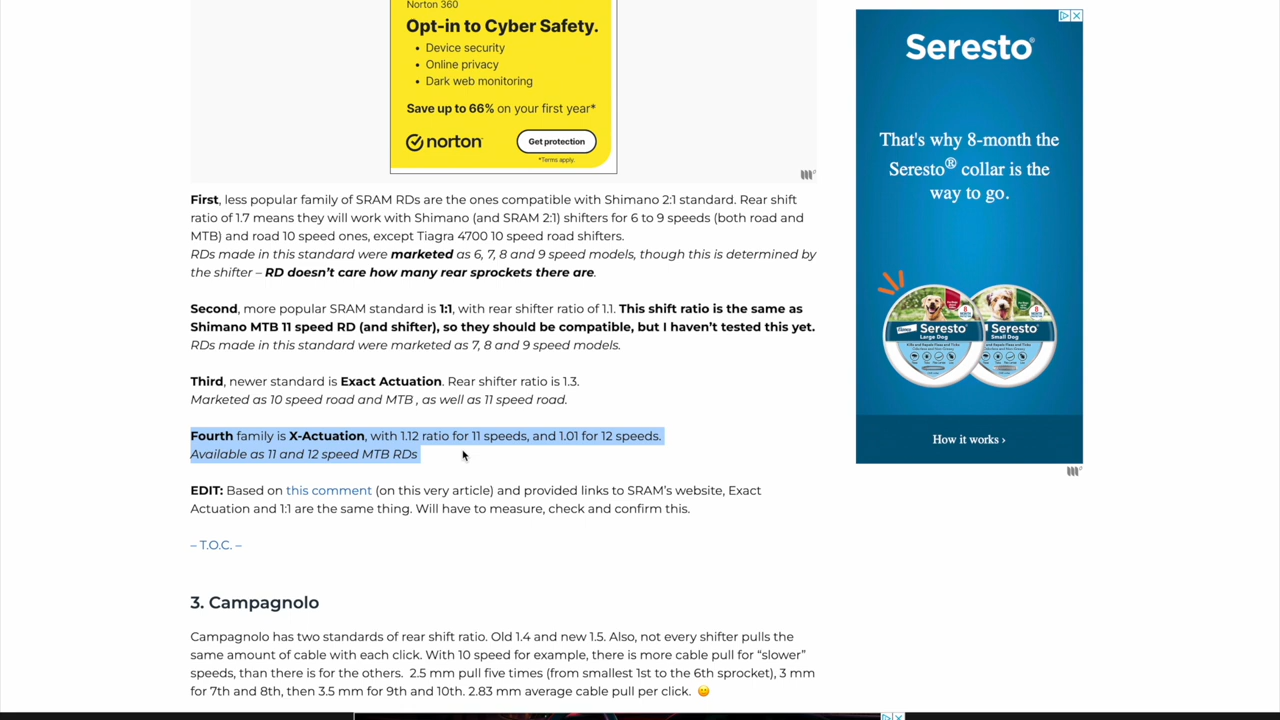 Norton 360
Opt-in to Cyber Safety.
• Device security
• Online privacy
• Dark web monitoring
Save up to 66% on your first year*
norton
Get protection
*Terms apply.
First, less popular family of SRAM RDs are the ones compatible with Shimano 2:1 standard. Rear shift
ratio of 1.7 means they will work with Shimano (and SRAM 2:1) shifters for 6 to 9 speeds (both road and
MTB) and road 10 speed ones, except Tiagra 4700 10 speed road shifters.
RDs made in this standard were marketed as 6, 7, 8 and 9 speed models, though this is determined by
the shifter – RD doesn't care how many rear sprockets there are.
Second, more popular SRAM standard is 1:1, with rear shifter ratio of 1.1. This shift ratio is the same as
Shimano MTB 11 speed RD (and shifter), so they should be compatible, but I haven't tested this yet.
RDs made in this standard were marketed as 7, 8 and 9 speed models.
Third, newer standard is Exact Actuation. Rear shifter ratio is 1.3.
Marketed as 10 speed road and MTB , as well as 11 speed road.
Fourth family is X-Actuation, with 1.12 ratio for 11 speeds, and 1.01 for 12 speeds.
Available as 11 and 12 speed MTB RDs
EDIT: Based on this comment (on this very article) and provided links to SRAM's website, Exact
Actuation and 1:1 are the same thing. Will have to measure, check and confirm this.
– T.O.C. –
3. Campagnolo
Campagnolo has two standards of rear shift ratio. Old 1.4 and new 1.5. Also, not every shifter pulls the
same amount of cable with each click. With 10 speed for example, there is more cable pull for "slower"
speeds, than there is for the others. 2.5 mm pull five times (from smallest 1st to the 6th sprocket), 3 mm
for 7th and 8th, then 3.5 mm for 9th and 10th. 2.83 mm average cable pull per click.
Seresto®
That's why 8-month the
Seresto® collar is the
way to go.
Seresto
Large Dog
Seresto
Small Dog
How it works ›